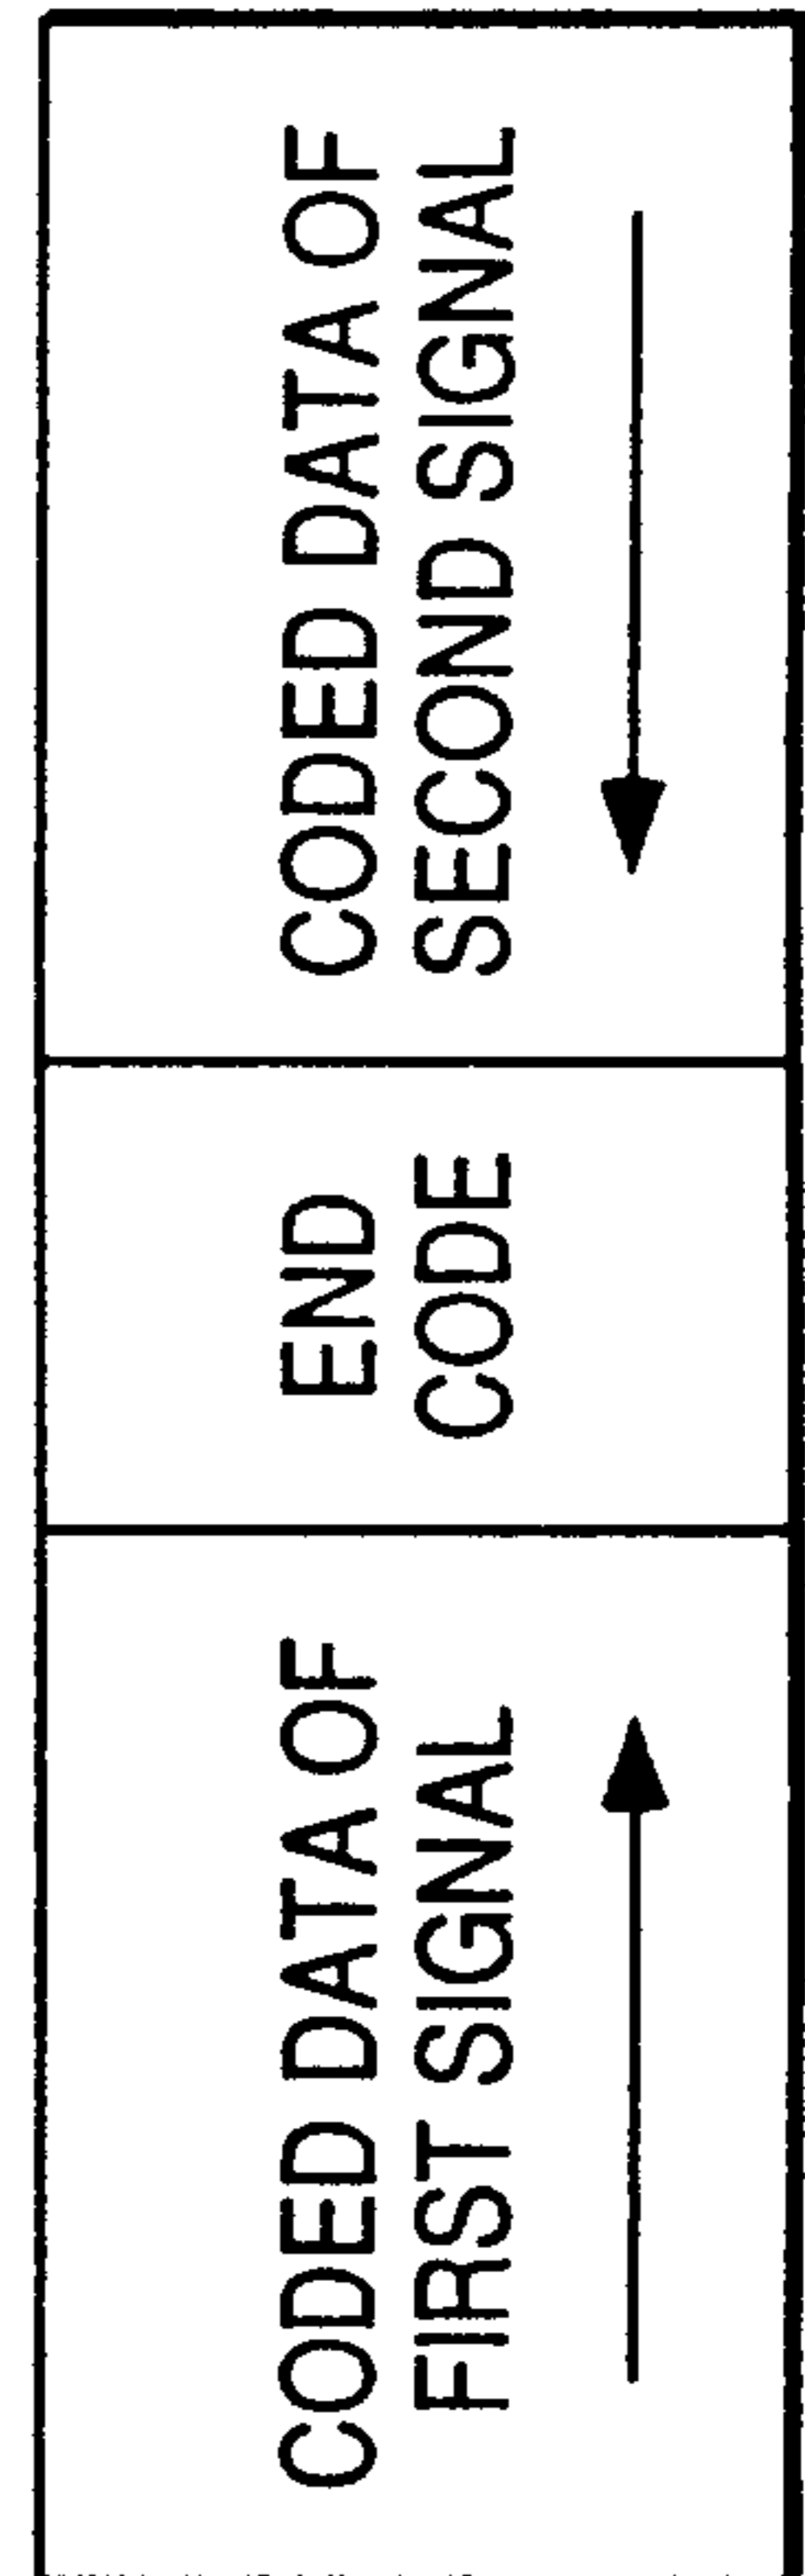 CODED DATA OF
FIRST SIGNAL
END
CODE
CODED DATA OF
SECOND SIGNAL